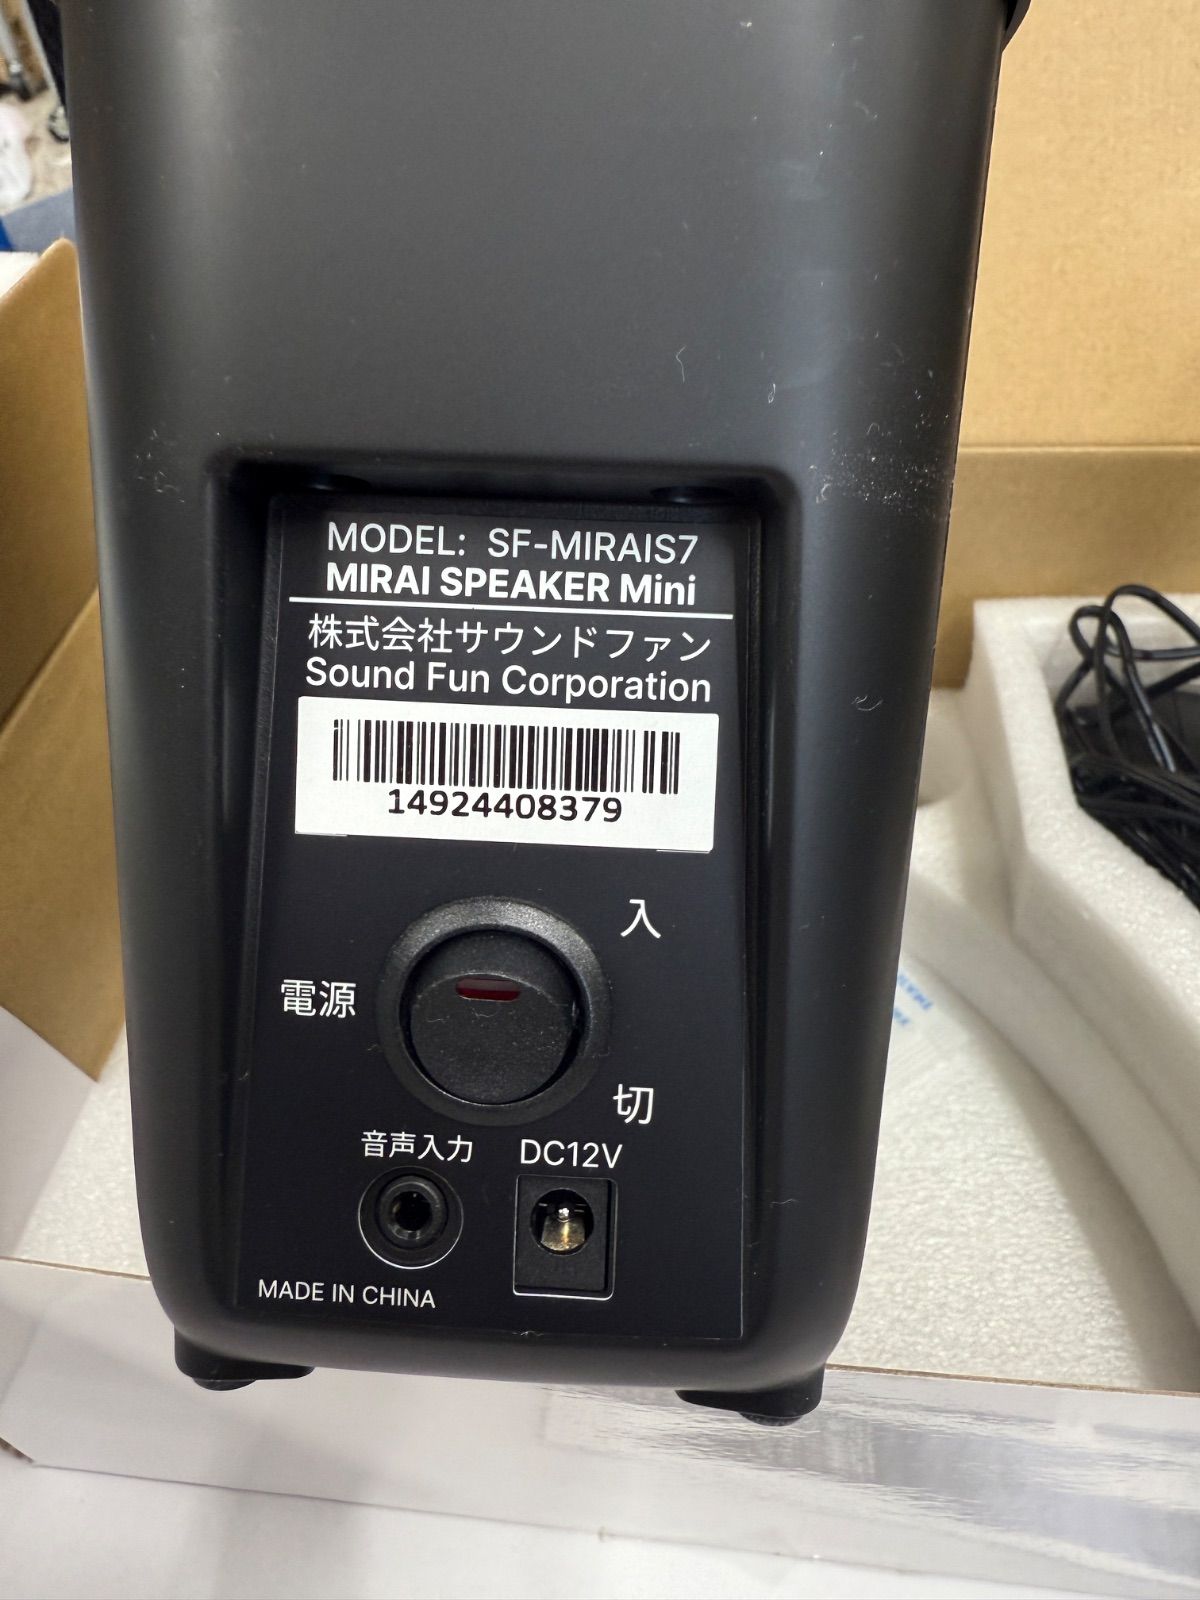 MODEL: SF-MIRAIS7
MIRAI SPEAKER Mini
株式会社サウンドファン
Sound Fun Corporation
14924408379
入
電源
切
音声入力 DC12V
MADE IN CHINA